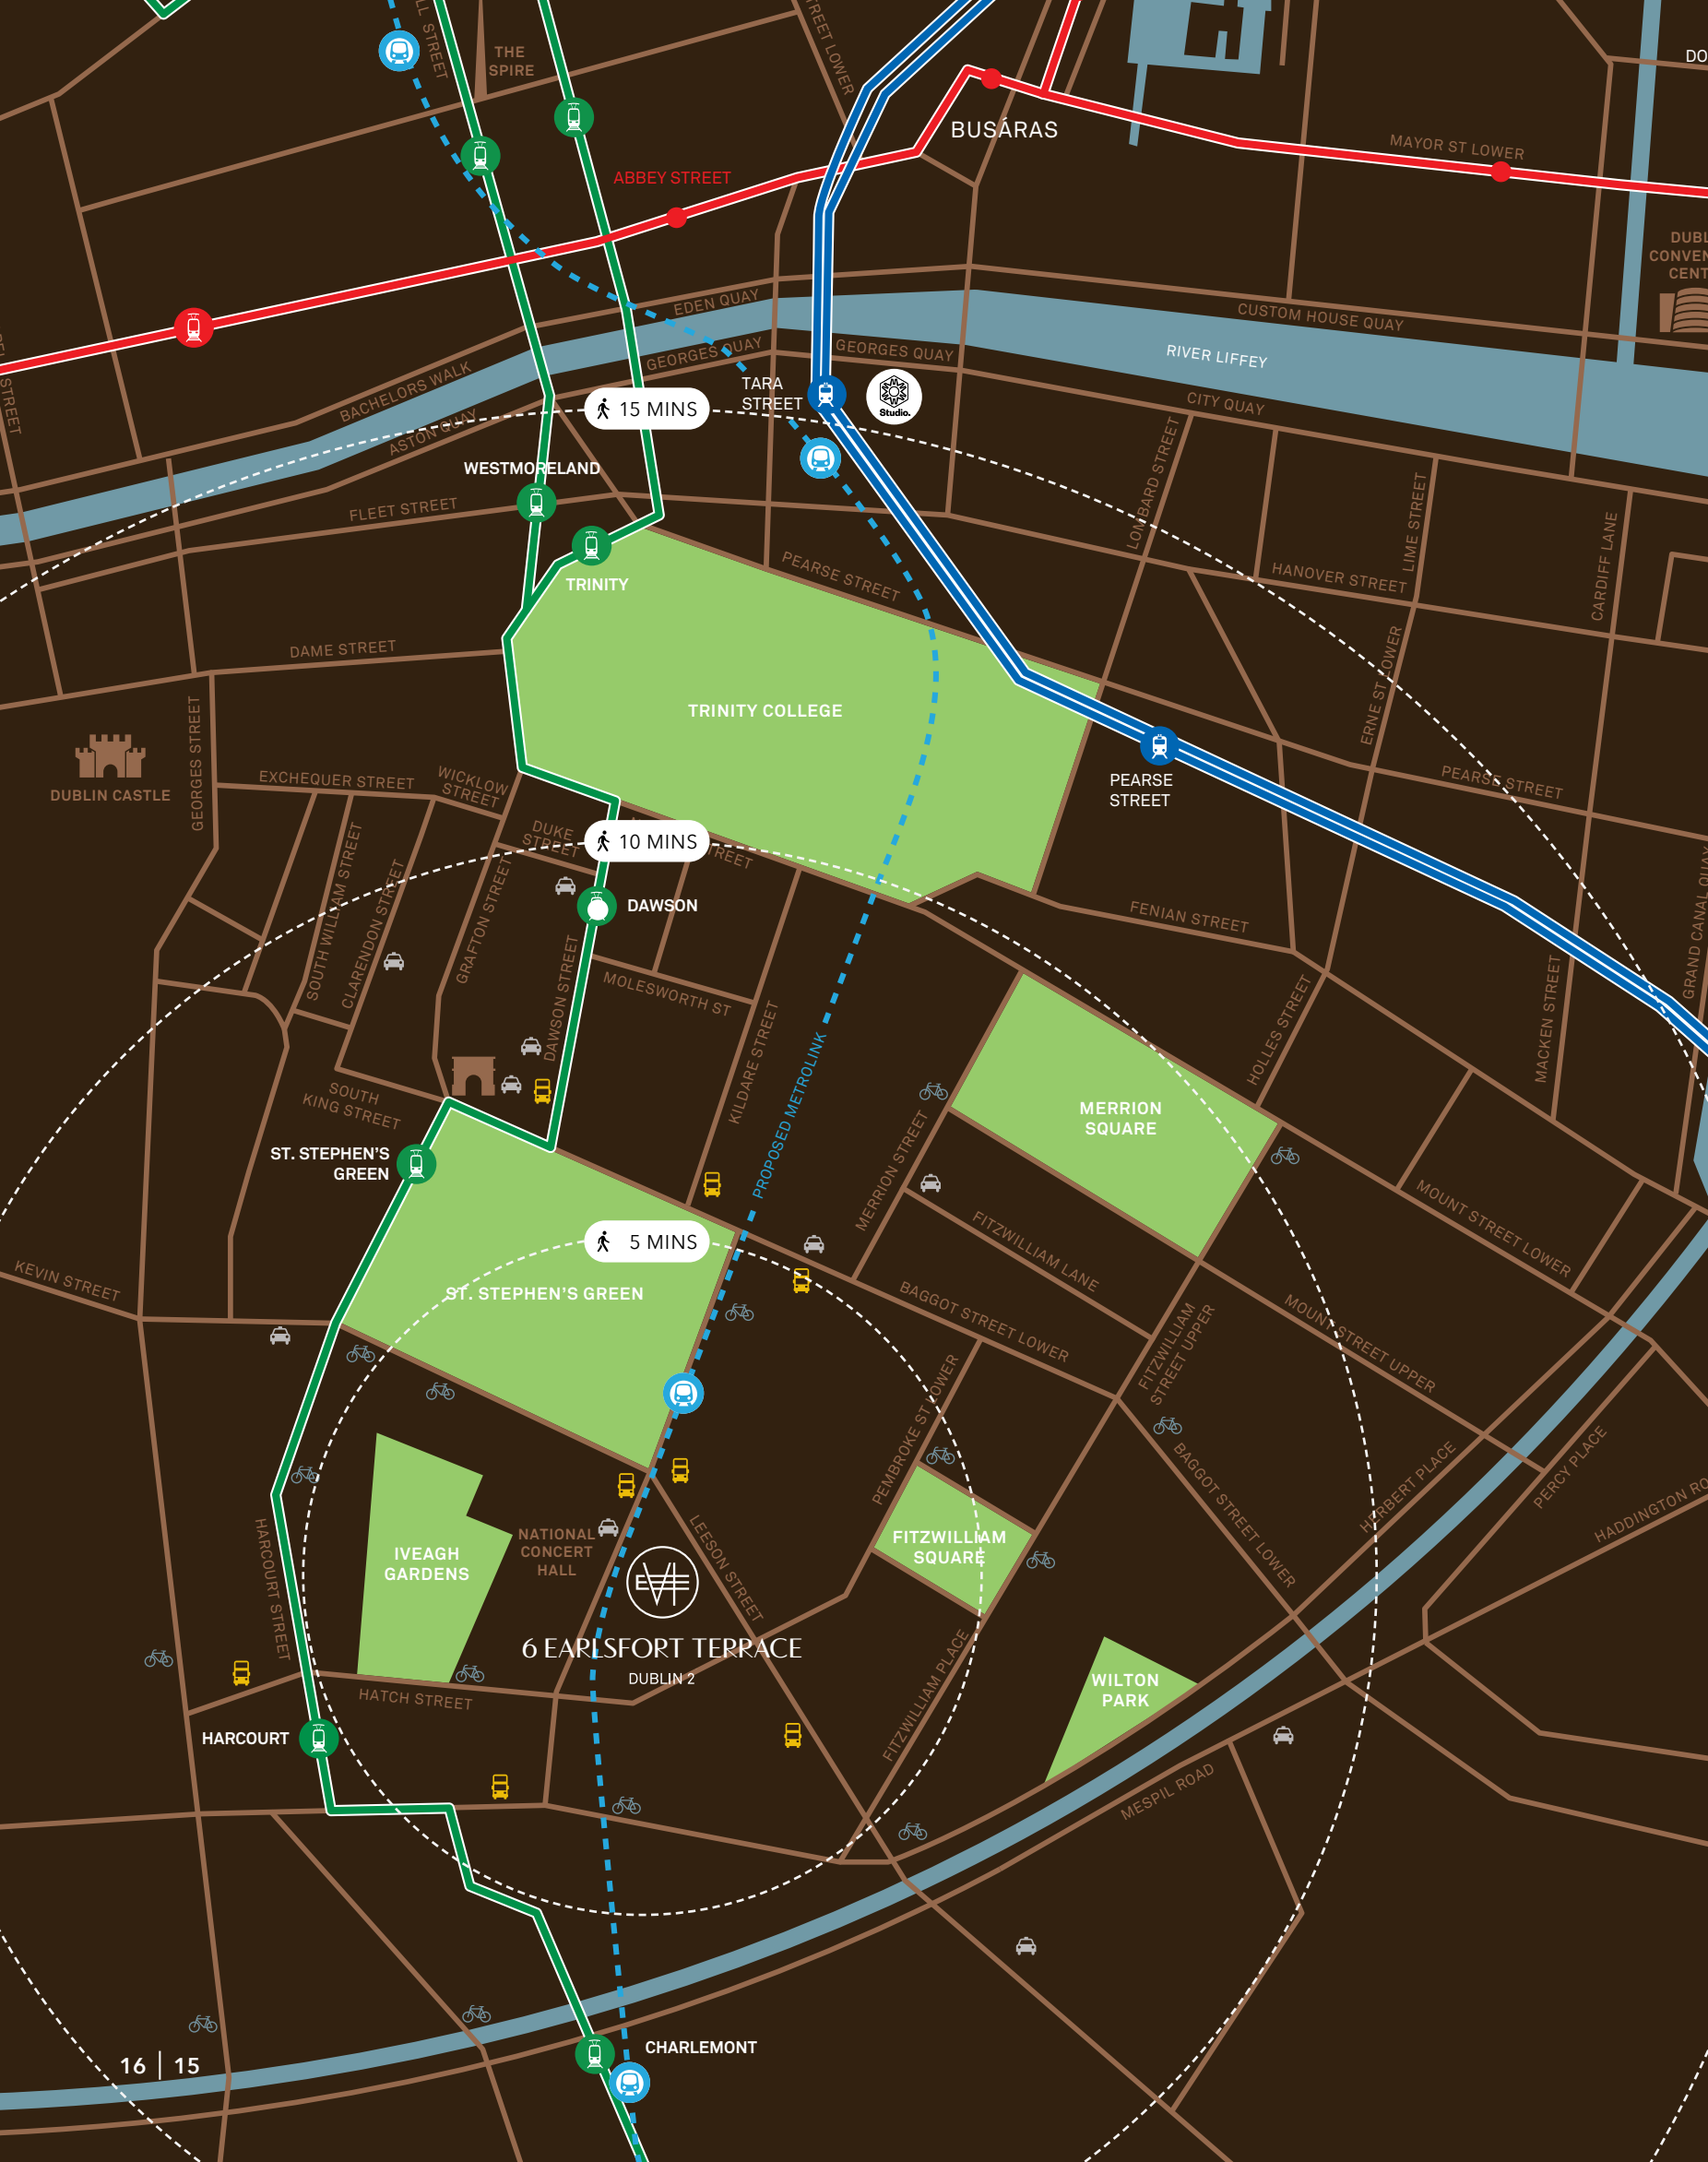 THE
SPIRE
DO
BUSÁRAS
MAYOR ST LOWER
ABBEY STREET
DUBL
CONVEN
CENT
EDEN QUAY
CUSTOM HOUSE QUAY
GEORGES QUAY
GEORGES QUAY
RIVER LIFFEY
BACHELORS WALK
TARA
STREET
Studio.
15 MINS
CITY QUAY
ASTON QUAY
STREET
WESTMORELAND
LOMBARD STREET
LIME STREET
FLEET STREET
CARDIFF LANE
TRINITY
PEARSE STREET
HANOVER STREET
DAME STREET
ERNE ST LOWER
TRINITY COLLEGE
GEORGES STREET
DUBLIN CASTLE
EXCHEQUER STREET
WICKLOW
STREET
PEARSE
STREET
PEARSE STREET
DUKE
STREET
10 MINS
SOUTH WILLIAM STREET
CLARENDON STREET
GRAFTON STREET
DAWSON
FENIAN STREET
GRAND CANAL QUAY
DAWSON STREET
MOLESWORTH ST
KILDARE STREET
PROPOSED METROLINK
HOLLES STREET
MACKEN STREET
SOUTH
KING STREET
MERRION
SQUARE
MERRION STREET
ST. STEPHEN'S
GREEN
MOUNT STREET LOWER
FITZWILLIAM LANE
5 MINS
KEVIN STREET
ST. STEPHEN'S GREEN
BAGGOT STREET LOWER
MOUNT STREET UPPER
FITZWILLIAM
STREET UPPER
PEMBROKE ST LOWER
BAGGOT STREET LOWER
HERBERT PLACE
PERCY PLACE
HADDINGTON RO
HARCOURT STREET
IVEAGH
GARDENS
NATIONAL
CONCERT
HALL
LEESON STREET
FITZWILLIAM
SQUARE
EVE
6 EARLSFORT TERRACE
DUBLIN 2
FITZWILLIAM PLACE
WILTON
PARK
HATCH STREET
HARCOURT
MESPIL ROAD
CHARLEMONT
16 | 15